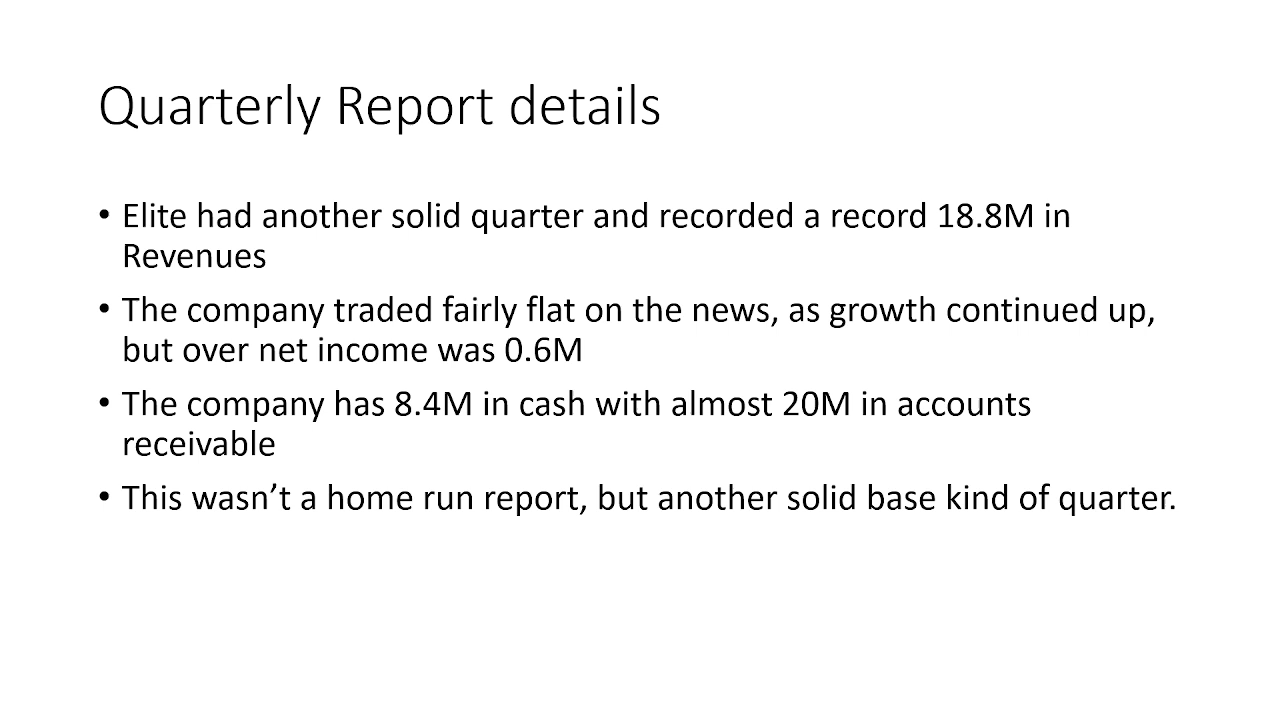 Quarterly Report details
• Elite had another solid quarter and recorded a record 18.8M in
Revenues
• The company traded fairly flat on the news, as growth continued up,
but over net income was 0.6M
• The company has 8.4M in cash with almost 20M in accounts
receivable
• This wasn’t a home run report, but another solid base kind of quarter.